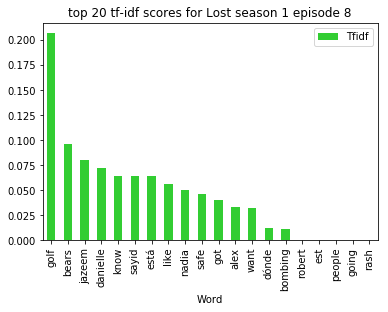 top 20 tf-idf scores for Lost season 1 episode 8
Tfidf
0.200
0.175
0.150
0.125
0.100
0.075
0.050
0.025
0.000
golf
bears
jazeem
danielle
know
sayid
está
like
nadia
safe
got
alex
want
dónde
bombing
robert
est
people
going
rash
Word